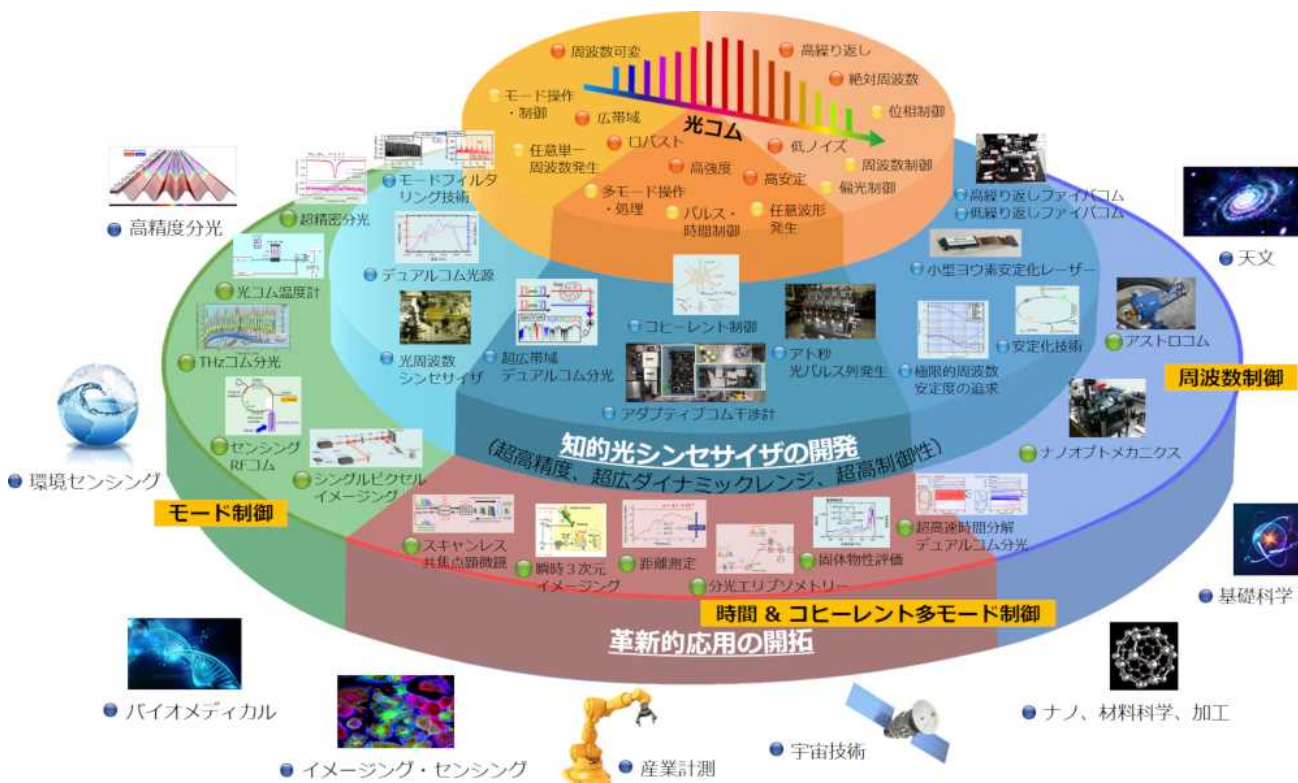 周波数可変
高繰り返し
絶対周波数
モード操作
・制御
広帯域
光コム
位相制御
任意単一
周波数発生
ロバスト
低ノイズ
高強度
高安定
周波数制御
偏光制御
多モード操作
・処理
パルス・
時間制御
任意波形
発生
モードフィルタ
リング技術
高繰り返しファイバコム
低繰り返しファイバコム
デュアルコム光源
小型ヨウ素安定化レーザー
光周波数
シンセサイザ
超広帯域
デュアルコム分光
コヒーレント制御
アト秒
光パルス列発生
安定化技術
極限的周波数
安定度の追求
アダプティブコム干渉計
知的光シンセサイザの開発
(超高精度、超広ダイナミックレンジ、超高制御性)
高精度分光
超精密分光
光コム温度計
THzコム分光
センシング
RFコム
シングルピクセル
イメージング
モード制御
アストロコム
周波数制御
ナノオプトメカニクス
スキャンレス
共焦点顕微鏡
瞬時3次元
イメージング
距離測定
分光エリプソメトリー
固体物性評価
超高速時間分解
デュアルコム分光
時間 & コヒーレント多モード制御
革新的応用の開拓
天文
環境センシング
基礎科学
バイオメディカル
イメージング・センシング
産業計測
宇宙技術
ナノ、材料科学、加工